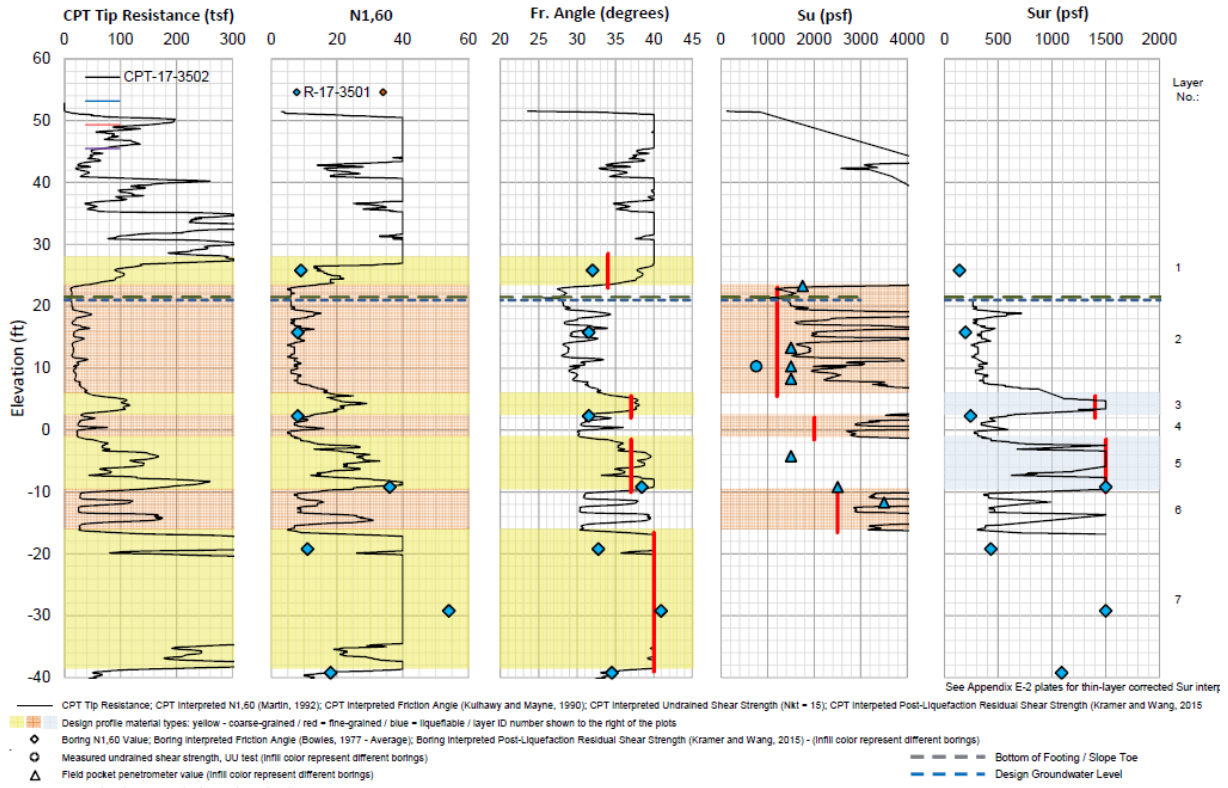 CPT Tip Resistance (tsf) N1,60 Fr. Angle (degrees) Su (psf) Sur (psf)
0 100 200 300 0 20 40 60 20 25 30 35 40 45 0 1000 2000 3000 4000 0 500 1000 1500 2000
60
CPT-17-3502
R-17-3501
Layer
No.:
50
40
30
1
20
2
10
3
0
4
5
-10
6
-20
-30
7
-40
Elevation (ft)
See Appendix E-2 plates for thin-layer corrected Sur interp
CPT Tip Resistance; CPT Interpreted N1,60 (Martin, 1992); CPT Interpreted Friction Angle (Kulhawy and Mayne, 1990); CPT Interpreted Undrained Shear Strength (Nkt = 15); CPT Interpeted Post-Liquefaction Residual Shear Strength (Kramer and Wang, 2015
Design profile material types: yellow - coarse-grained / red = fine-grained / blue = liquefiable / layer ID number shown to the right of the plots
Boring N1,60 Value; Boring Interpreted Friction Angle (Bowles, 1977 - Average); Boring Interpreted Post-Liquefaction Residual Shear Strength (Kramer and Wang, 2015) - (Infill color represent different borings)
Measured undrained shear strength, UU test (Infill color represent different borings)
Bottom of Footing / Slope Toe
Field pocket penetrometer value (Infill color represent different borings)
Design Groundwater Level